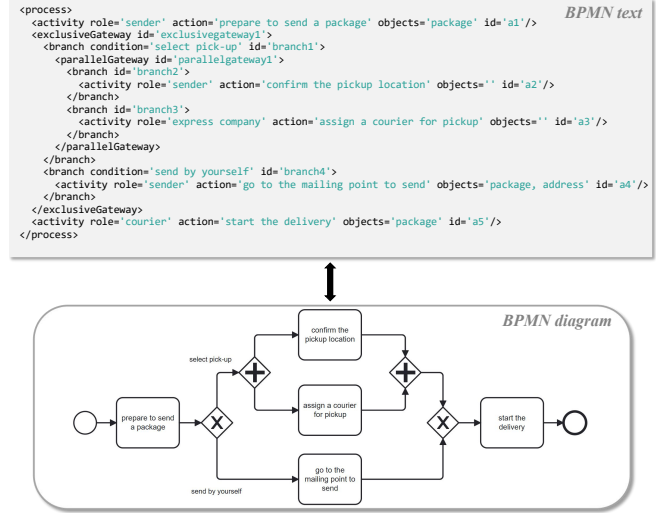 BPMN text
<process>
<activity role='sender' action='prepare to send a package' objects='package' id='a1'/>
<exclusiveGateway id='exclusivegateway1'>
<branch condition='select pick-up' id='branch1'>
<parallelGateway id='parallelgateway1'>
<branch id='branch2'>
<activity role='sender' action='confirm the pickup location' objects='' id='a2'/>
</branch>
<branch id='branch3'>
<activity role='express company' action='assign a courier for pickup' objects='' id='a3'/>
</branch>
</parallelGateway>
</branch>
<branch condition='send by yourself' id='branch4'>
<activity role='sender' action='go to the mailing point to send' objects='package, address' id='a4'/>
</branch>
</exclusiveGateway>
<activity role='courier' action='start the delivery' objects='package' id='a5'/>
</process>
BPMN diagram
confirm the
pickup location
select pick-up
assign a courier
for pickup
prepare to send
a package
X
X
start the
delivery
go to the
mailing point to
send
send by yourself